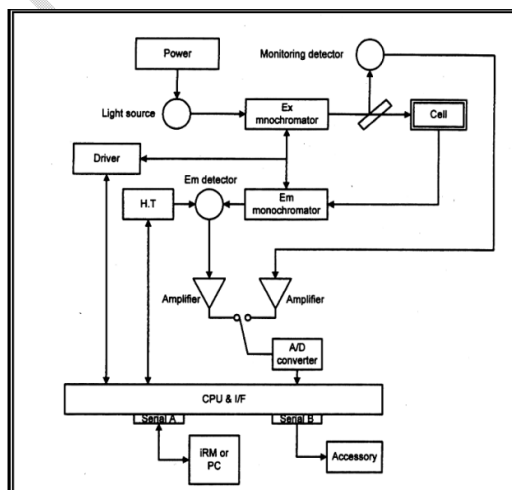 Power
Monitoring detector
Light source
Ex
mnochromator
Cell
Driver
Em detector
H.T
Em
monochromator
Amplifier
Amplifier
A/D
converter
CPU & I/F
Serial A
Serial B
iRM or
PC
Accessory